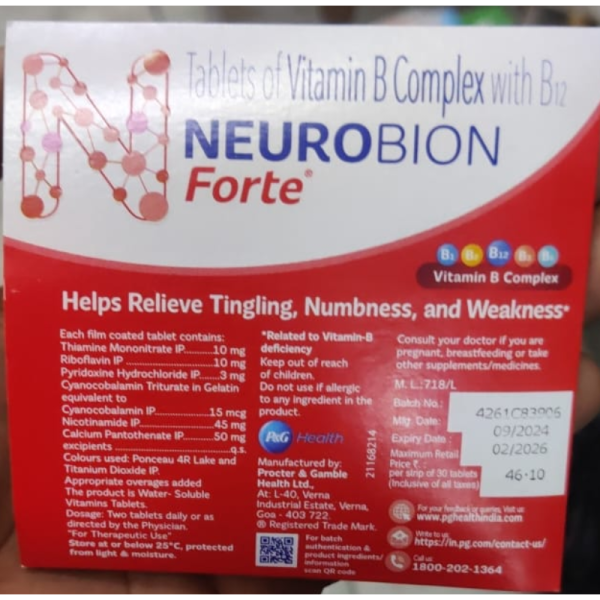 Tablets of Vitamin B Complex with B12
NEUROBION
Forte®
B1 B2 B12 B3 B5
Vitamin B Complex
Helps Relieve Tingling, Numbness, and Weakness*
Each film coated tablet contains:
Thiamine Mononitrate IP......10 mg
Riboflavin IP......10 mg
Pyridoxine Hydrochloride IP....3 mg
Cyanocobalamin Triturate in Gelatin
equivalent to
Cyanocobalamin IP......15 mcg
Nicotinamide IP......45 mg
Calcium Pantothenate IP......50 mg
excipients......q.s.
Colours used: Ponceau 4R Lake and
Titanium Dioxide IP.
Appropriate overages added
The product is Water- Soluble
Vitamins Tablets.
Dosage: Two tablets daily or as
directed by the Physician.
"For Therapeutic Use"
Store at or below 25°C, protected
from light & moisture.
*Related to Vitamin-B
deficiency
Keep out of reach
of children.
Do not use if allergic
to any ingredient in the
product.
P&G Health
21168214
Manufactured by:
Procter & Gamble
Health Ltd.,
At: L-40, Verna
Industrial Estate, Verna,
Goa - 403 722.
® Registered Trade Mark.
For batch
authentication &
product ingredients/
information
scan QR code
Consult your doctor if you are
pregnant, breastfeeding or take
other supplements/medicines.
M. L.:718/L
Batch No.: 4261C83906
Mfg. Date: 09/2024
Expiry Date : 02/2026
Maximum Retail
Price ₹ :
per strip of 30 tablets 46·10
(Inclusive of all taxes)
For your feedback or queries, Visit us:
www.pghealthindia.com
Write to us:
https://in.pg.com/contact-us/
Call us:
1800-202-1364